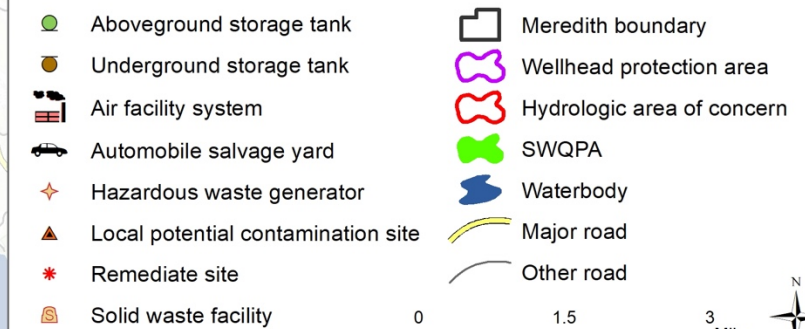 Aboveground storage tank
Underground storage tank
Air facility system
Automobile salvage yard
Hazardous waste generator
Local potential contamination site
Remediate site
Solid waste facility
Meredith boundary
Wellhead protection area
Hydrologic area of concern
SWQPA
Waterbody
Major road
Other road
0 1.5 3
N
S